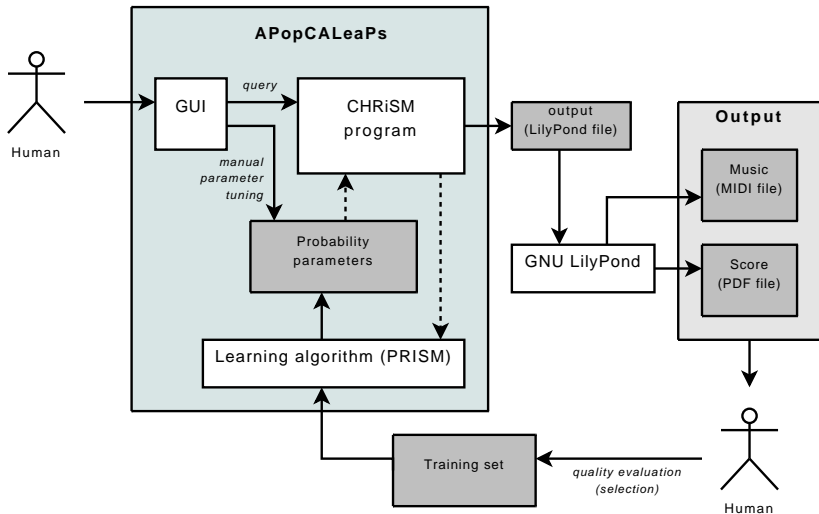 APopCALeaPs
GUI
query
CHRiSM
program
output
(LilyPond file)
Output
Human
manual
parameter
tuning
Music
(MIDI file)
Probability
parameters
GNU LilyPond
Score
(PDF file)
Learning algorithm (PRISM)
Training set
quality evaluation
(selection)
Human